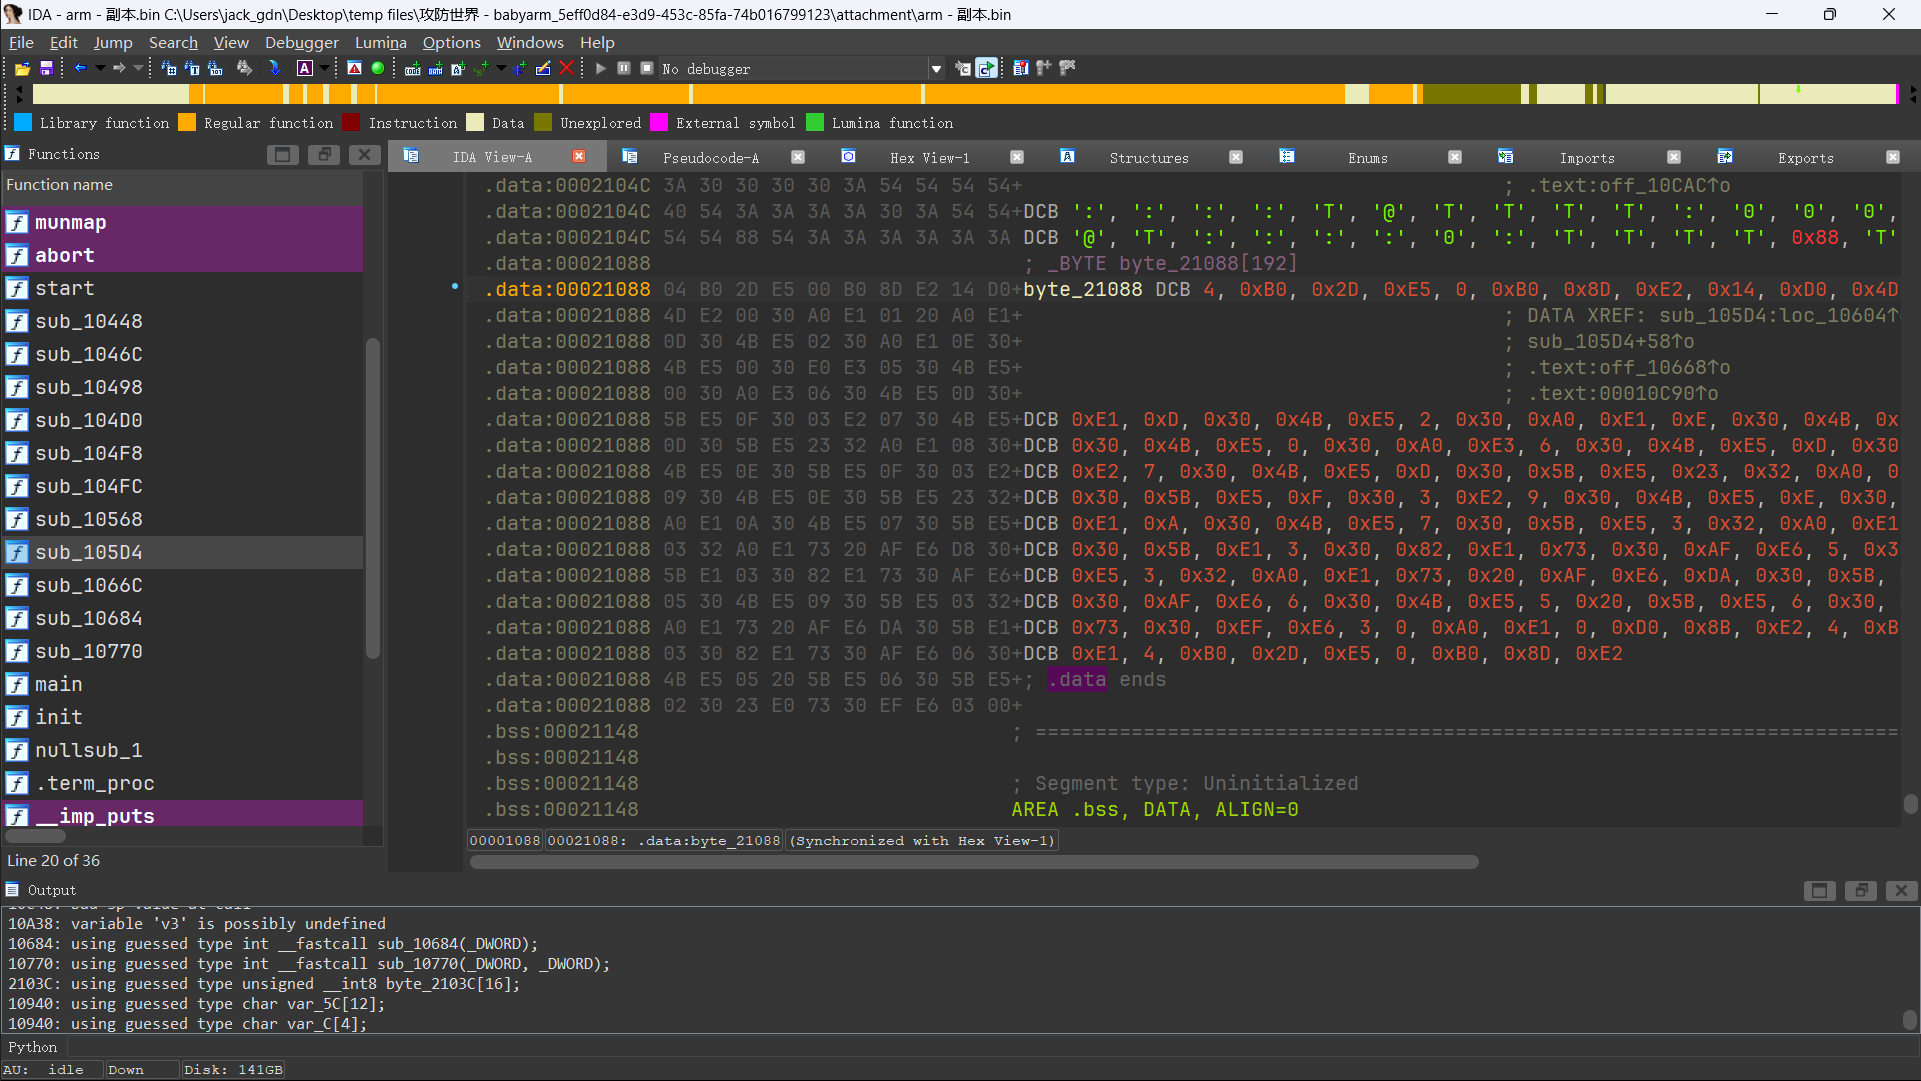 IDA - arm - 副本.bin C:\Users\jack_gdn\Desktop\temp files\攻防世界 - babyarm_5eff0d84-e3d9-453c-85fa-74b016799123\attachment\arm - 副本.bin
File Edit Jump Search View Debugger Lumina Options Windows Help
No debugger
Library function Regular function Instruction Data Unexplored External symbol Lumina function
Functions
IDA View-A Pseudocode-A Hex View-1 Structures Enums Imports Exports
Function name
munmap
abort
start
sub_10448
sub_1046C
sub_10498
sub_104D0
sub_104F8
sub_104FC
sub_10568
sub_105D4
sub_1066C
sub_10684
sub_10770
main
init
nullsub_1
.term_proc
__imp_puts
Line 20 of 36
.data:0002104C 3A 30 30 30 30 3A 54 54 54 54+ ; .text:off_10CAC↑o
.data:0002104C 40 54 3A 3A 3A 3A 30 3A 54 54+DCB ':', ':', ':', ':', 'T', '@', 'T', 'T', 'T', 'T', ':', '0', '0', '0',
.data:0002104C 54 54 88 54 3A 3A 3A 3A 3A 3A DCB '@', 'T', ':', ':', ':', ':', '0', ':', 'T', 'T', 'T', 'T', 0x88, 'T'
.data:00021088 ; _BYTE byte_21088[192]
.data:00021088 04 B0 2D E5 00 B0 8D E2 14 D0+byte_21088 DCB 4, 0xB0, 0x2D, 0xE5, 0, 0xB0, 0x8D, 0xE2, 0x14, 0xD0, 0x4D
.data:00021088 4D E2 00 30 A0 E1 01 20 A0 E1+ ; DATA XREF: sub_105D4:loc_10604↑
.data:00021088 0D 30 4B E5 02 30 A0 E1 0E 30+ ; sub_105D4+58↑o
.data:00021088 4B E5 00 30 E0 E3 05 30 4B E5+ ; .text:off_10668↑o
.data:00021088 00 30 A0 E3 06 30 4B E5 0D 30+ ; .text:00010C90↑o
.data:00021088 5B E5 0F 30 03 E2 07 30 4B E5+DCB 0xE1, 0xD, 0x30, 0x4B, 0xE5, 2, 0x30, 0xA0, 0xE1, 0xE, 0x30, 0x4B, 0x
.data:00021088 0D 30 5B E5 23 32 A0 E1 08 30+DCB 0x30, 0x4B, 0xE5, 0, 0x30, 0xA0, 0xE3, 6, 0x30, 0x4B, 0xE5, 0xD, 0x30
.data:00021088 4B E5 0E 30 5B E5 0F 30 03 E2+DCB 0xE2, 7, 0x30, 0x4B, 0xE5, 0xD, 0x30, 0x5B, 0xE5, 0x23, 0x32, 0xA0, 0
.data:00021088 09 30 4B E5 0E 30 5B E5 23 32+DCB 0x30, 0x5B, 0xE5, 0xF, 0x30, 3, 0xE2, 9, 0x30, 0x4B, 0xE5, 0xE, 0x30,
.data:00021088 A0 E1 0A 30 4B E5 07 30 5B E5+DCB 0xE1, 0xA, 0x30, 0x4B, 0xE5, 7, 0x30, 0x5B, 0xE5, 3, 0x32, 0xA0, 0xE1
.data:00021088 03 32 A0 E1 73 20 AF E6 D8 30+DCB 0x30, 0x5B, 0xE1, 3, 0x30, 0x82, 0xE1, 0x73, 0x30, 0xAF, 0xE6, 5, 0x3
.data:00021088 5B E1 03 30 82 E1 73 30 AF E6+DCB 0xE5, 3, 0x32, 0xA0, 0xE1, 0x73, 0x20, 0xAF, 0xE6, 0xDA, 0x30, 0x5B,
.data:00021088 05 30 4B E5 09 30 5B E5 03 32+DCB 0x30, 0xAF, 0xE6, 6, 0x30, 0x4B, 0xE5, 5, 0x20, 0x5B, 0xE5, 6, 0x30,
.data:00021088 A0 E1 73 20 AF E6 DA 30 5B E1+DCB 0x73, 0x30, 0xEF, 0xE6, 3, 0, 0xA0, 0xE1, 0, 0xD0, 0x8B, 0xE2, 4, 0xB
.data:00021088 03 30 82 E1 73 30 AF E6 06 30+DCB 0xE1, 4, 0xB0, 0x2D, 0xE5, 0, 0xB0, 0x8D, 0xE2
.data:00021088 4B E5 05 20 5B E5 06 30 5B E5+; .data ends
.data:00021088 02 30 23 E0 73 30 EF E6 03 00+
.bss:00021148 ; =========================================================================
.bss:00021148
.bss:00021148 ; Segment type: Uninitialized
.bss:00021148 AREA .bss, DATA, ALIGN=0
00001088 00021088: .data:byte_21088 (Synchronized with Hex View-1)
Output
10A38: variable 'v3' is possibly undefined
10684: using guessed type int __fastcall sub_10684(_DWORD);
10770: using guessed type int __fastcall sub_10770(_DWORD, _DWORD);
2103C: using guessed type unsigned __int8 byte_2103C[16];
10940: using guessed type char var_5C[12];
10940: using guessed type char var_C[4];
Python
AU: idle Down Disk: 141GB